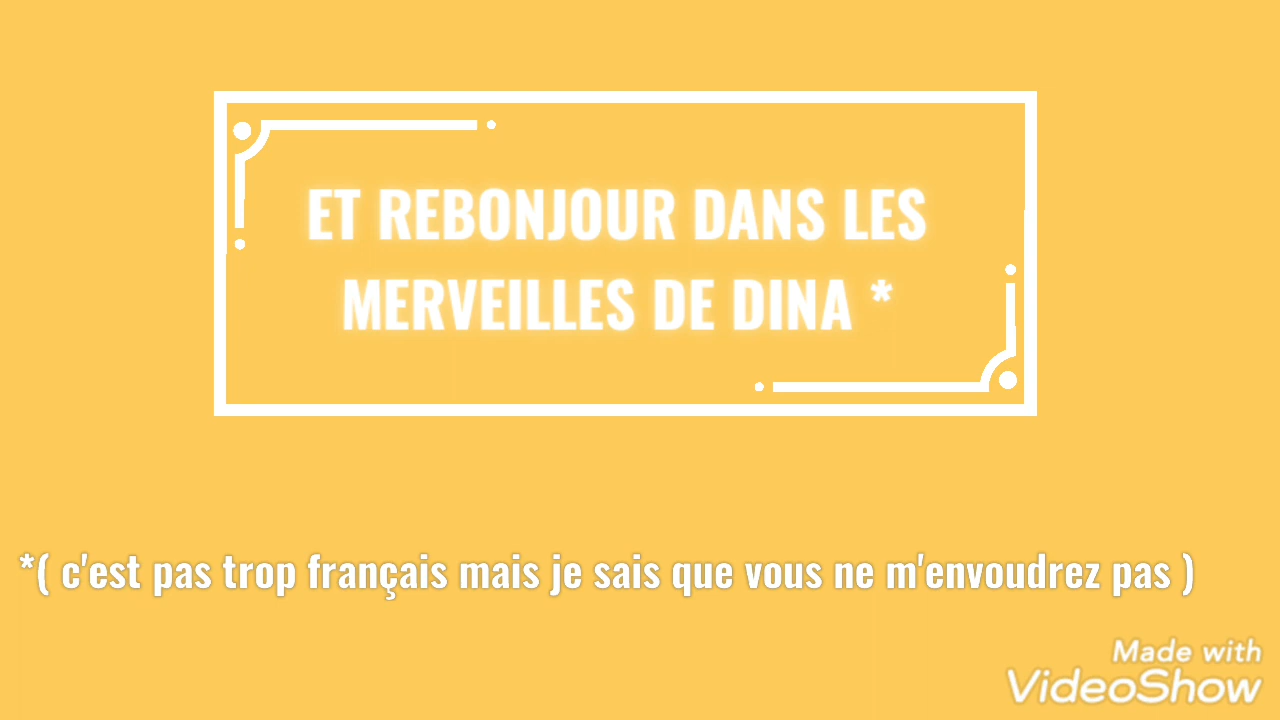 ET REBONJOUR DANS LES
MERVEILLES DE DINA *
*( c'est pas trop français mais je sais que vous ne m'envoudrez pas )
Made with
VideoShow